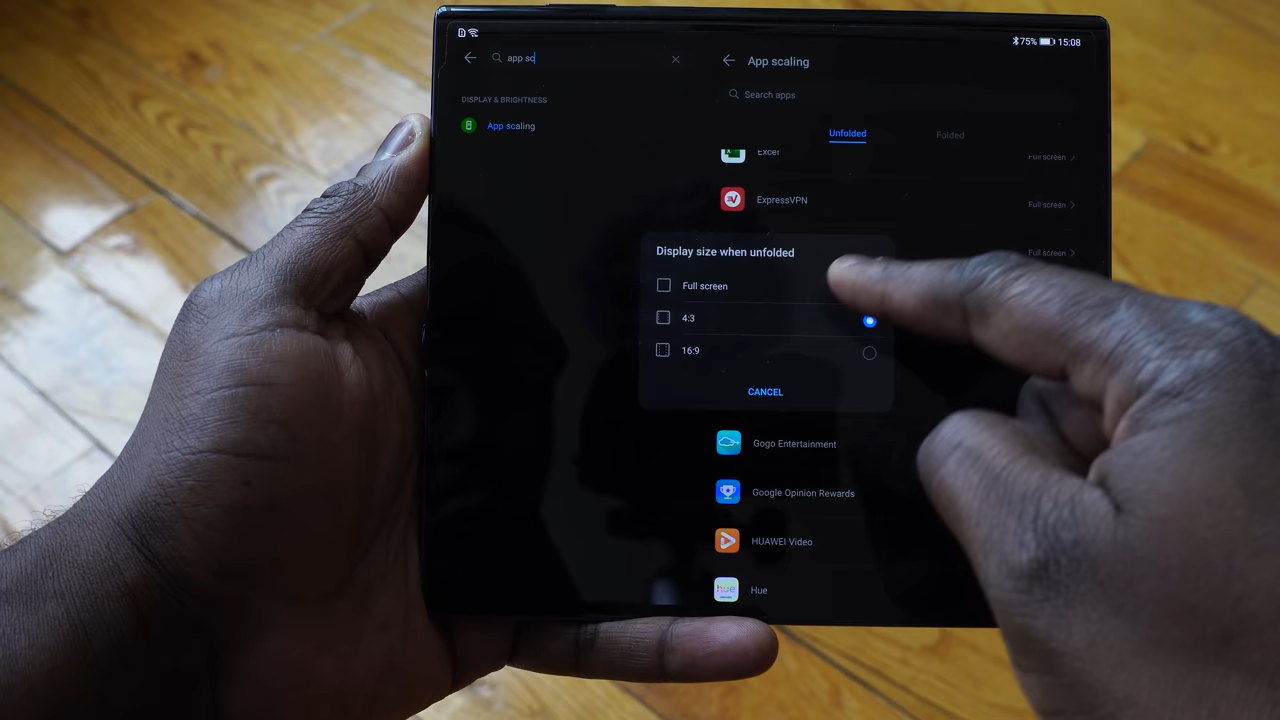 75% 15:08
app sc
DISPLAY & BRIGHTNESS
App scaling
App scaling
Search apps
Unfolded
Folded
Excel
Full screen
ExpressVPN
Full screen
Full screen
Display size when unfolded
Full screen
4:3
16:9
CANCEL
Gogo Entertainment
Google Opinion Rewards
HUAWEI Video
hue
Hue